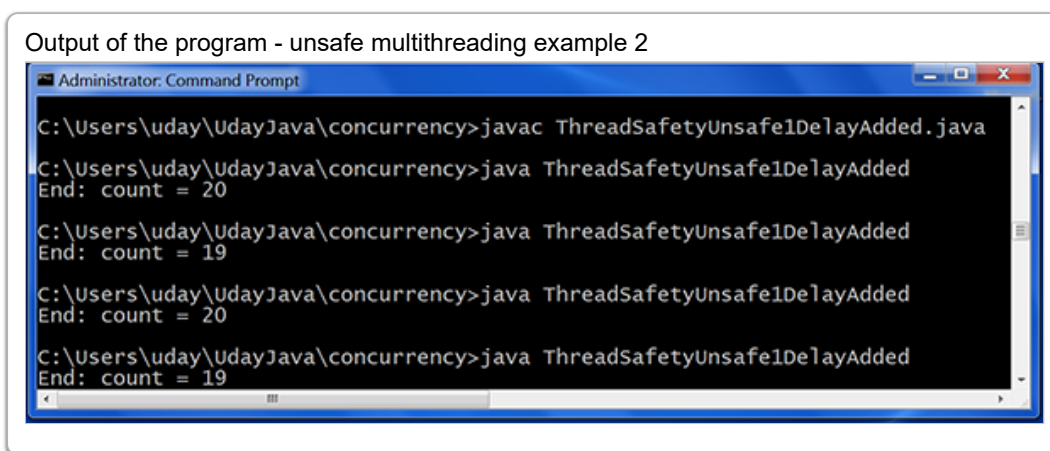 Output of the program - unsafe multithreading example 2
Administrator: Command Prompt
C:\Users\uday\UdayJava\concurrency>javac ThreadSafetyUnsafe1DelayAdded.java
C:\Users\uday\UdayJava\concurrency>java ThreadSafetyUnsafe1DelayAdded
End: count = 20
C:\Users\uday\UdayJava\concurrency>java ThreadSafetyUnsafe1DelayAdded
End: count = 19
C:\Users\uday\UdayJava\concurrency>java ThreadSafetyUnsafe1DelayAdded
End: count = 20
C:\Users\uday\UdayJava\concurrency>java ThreadSafetyUnsafe1DelayAdded
End: count = 19